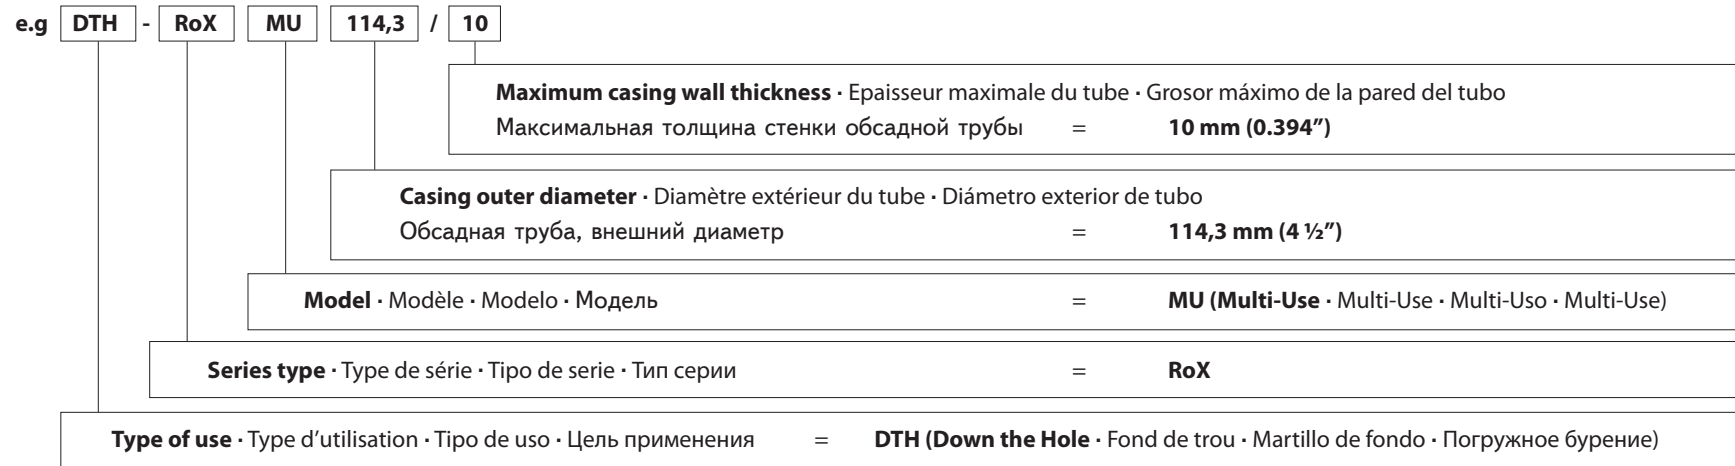 e.g DTH - RoX MU 114,3 / 10
Maximum casing wall thickness · Epaisseur maximale du tube · Grosor máximo de la pared del tubo
Максимальная толщина стенки обсадной трубы = 10 mm (0.394”)
Casing outer diameter · Diamètre extérieur du tube · Diámetro exterior de tubo
Обсадная труба, внешний диаметр = 114,3 mm (4 ½”)
Model · Modèle · Modelo · Модель = MU (Multi-Use · Multi-Use · Multi-Uso · Multi-Use)
Series type · Type de série · Tipo de serie · Тип серии = RoX
Type of use · Type d’utilisation · Tipo de uso · Цель применения = DTH (Down the Hole · Fond de trou · Martillo de fondo · Погружное бурение)